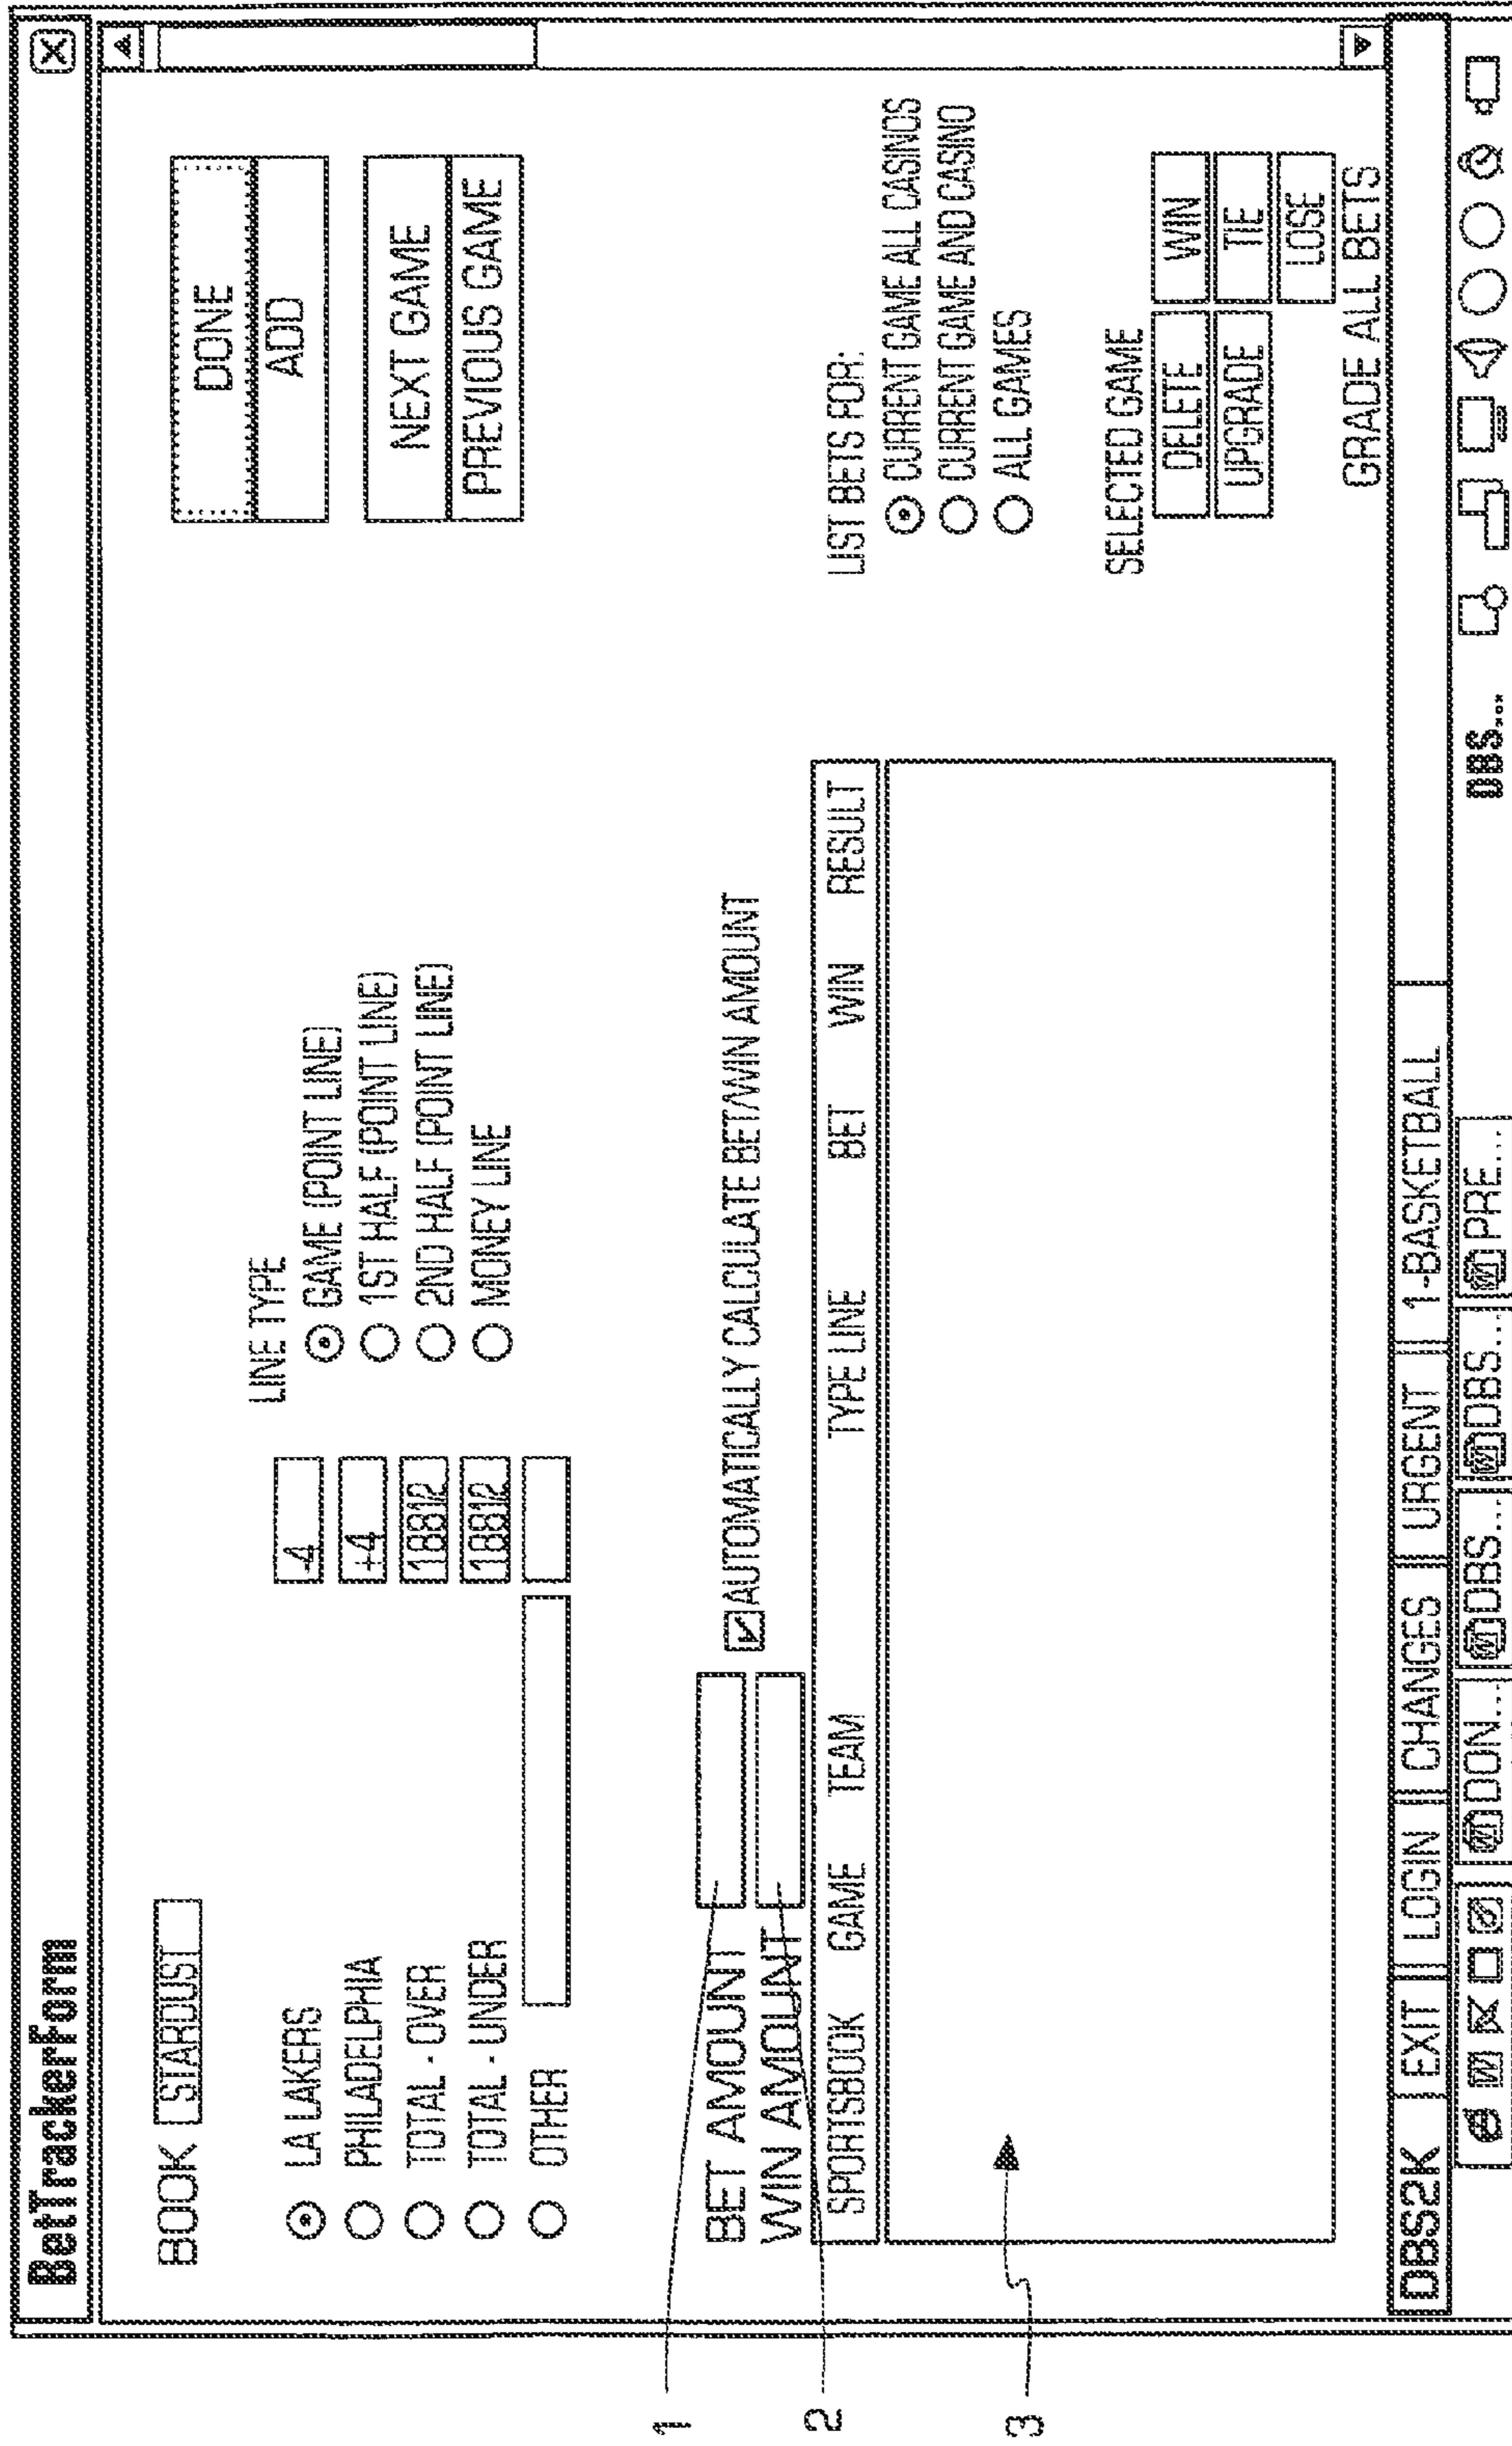 BetTrackerForm
X
BOOK STARDUST
DONE
ADD
NEXT GAME
PREVIOUS GAME
LINE TYPE
LA LAKERS -4 GAME (POINT LINE)
PHILADELPHIA +4 1ST HALF (POINT LINE)
TOTAL - OVER 1881/2 2ND HALF (POINT LINE)
TOTAL - UNDER 1881/2 MONEY LINE
OTHER
1
BET AMOUNT
AUTOMATICALLY CALCULATE BET/WIN AMOUNT
WIN AMOUNT
2
SPORTSBOOK GAME TEAM TYPE LINE BET WIN RESULT
3
LIST BETS FOR:
CURRENT GAME ALL CASINOS
CURRENT GAME AND CASINO
ALL GAMES
SELECTED GAME
DELETE WIN
UPGRADE TIE
LOSE
GRADE ALL BETS
DBS2K EXIT LOGIN CHANGES URGENT 1-BASKETBALL
W W DON... W DBS... W DBS... W PRE... DBS...